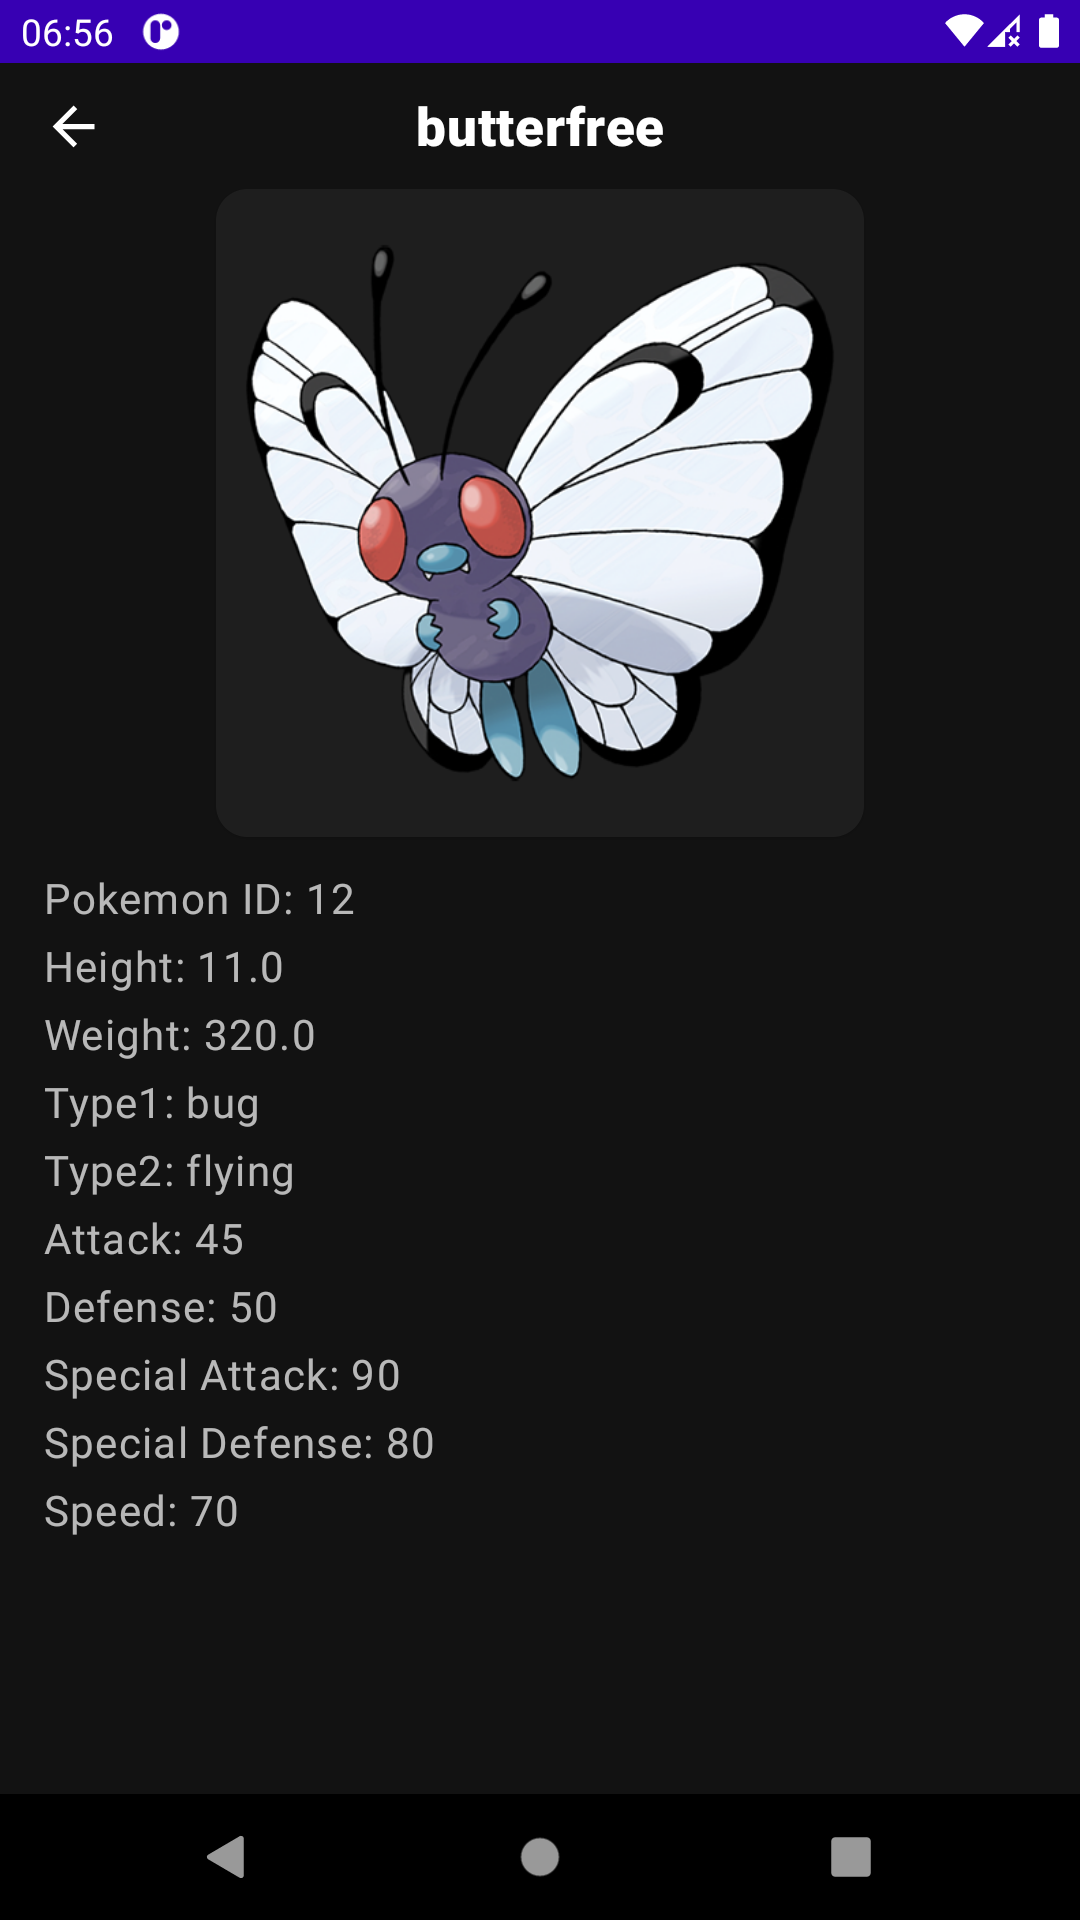 06:56
butterfree
Pokemon ID: 12
Height: 11.0
Weight: 320.0
Type1: bug
Type2: flying
Attack: 45
Defense: 50
Special Attack: 90
Special Defense: 80
Speed: 70